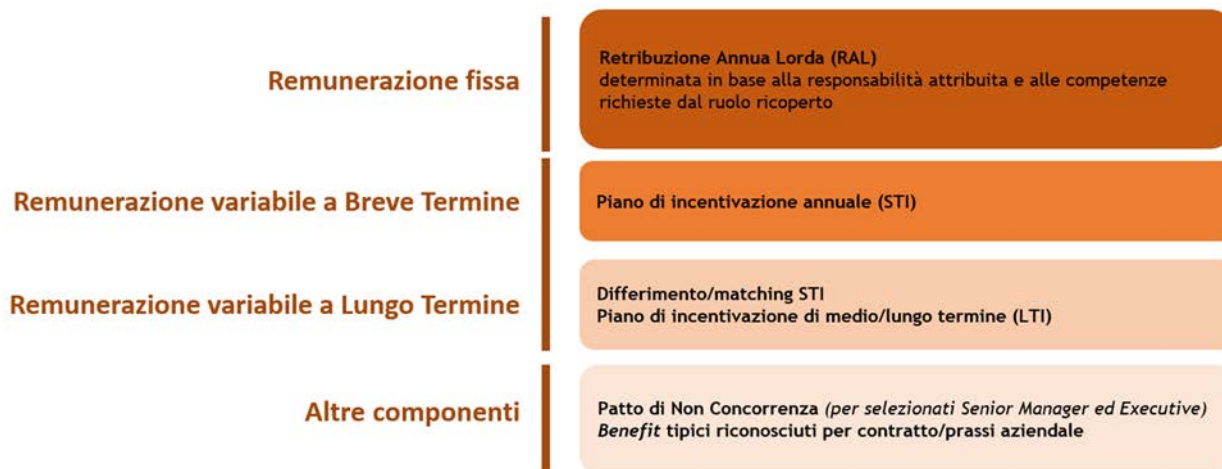 Remunerazione fissa
Retribuzione Annua Lorda (RAL)
determinata in base alla responsabilità attribuita e alle competenze
richieste dal ruolo ricoperto
Remunerazione variabile a Breve Termine
Piano di incentivazione annuale (STI)
Remunerazione variabile a Lungo Termine
Differimento/matching STI
Piano di incentivazione di medio/lungo termine (LTI)
Altre componenti
Patto di Non Concorrenza (per selezionati Senior Manager ed Executive)
Benefit tipici riconosciuti per contratto/prassi aziendale